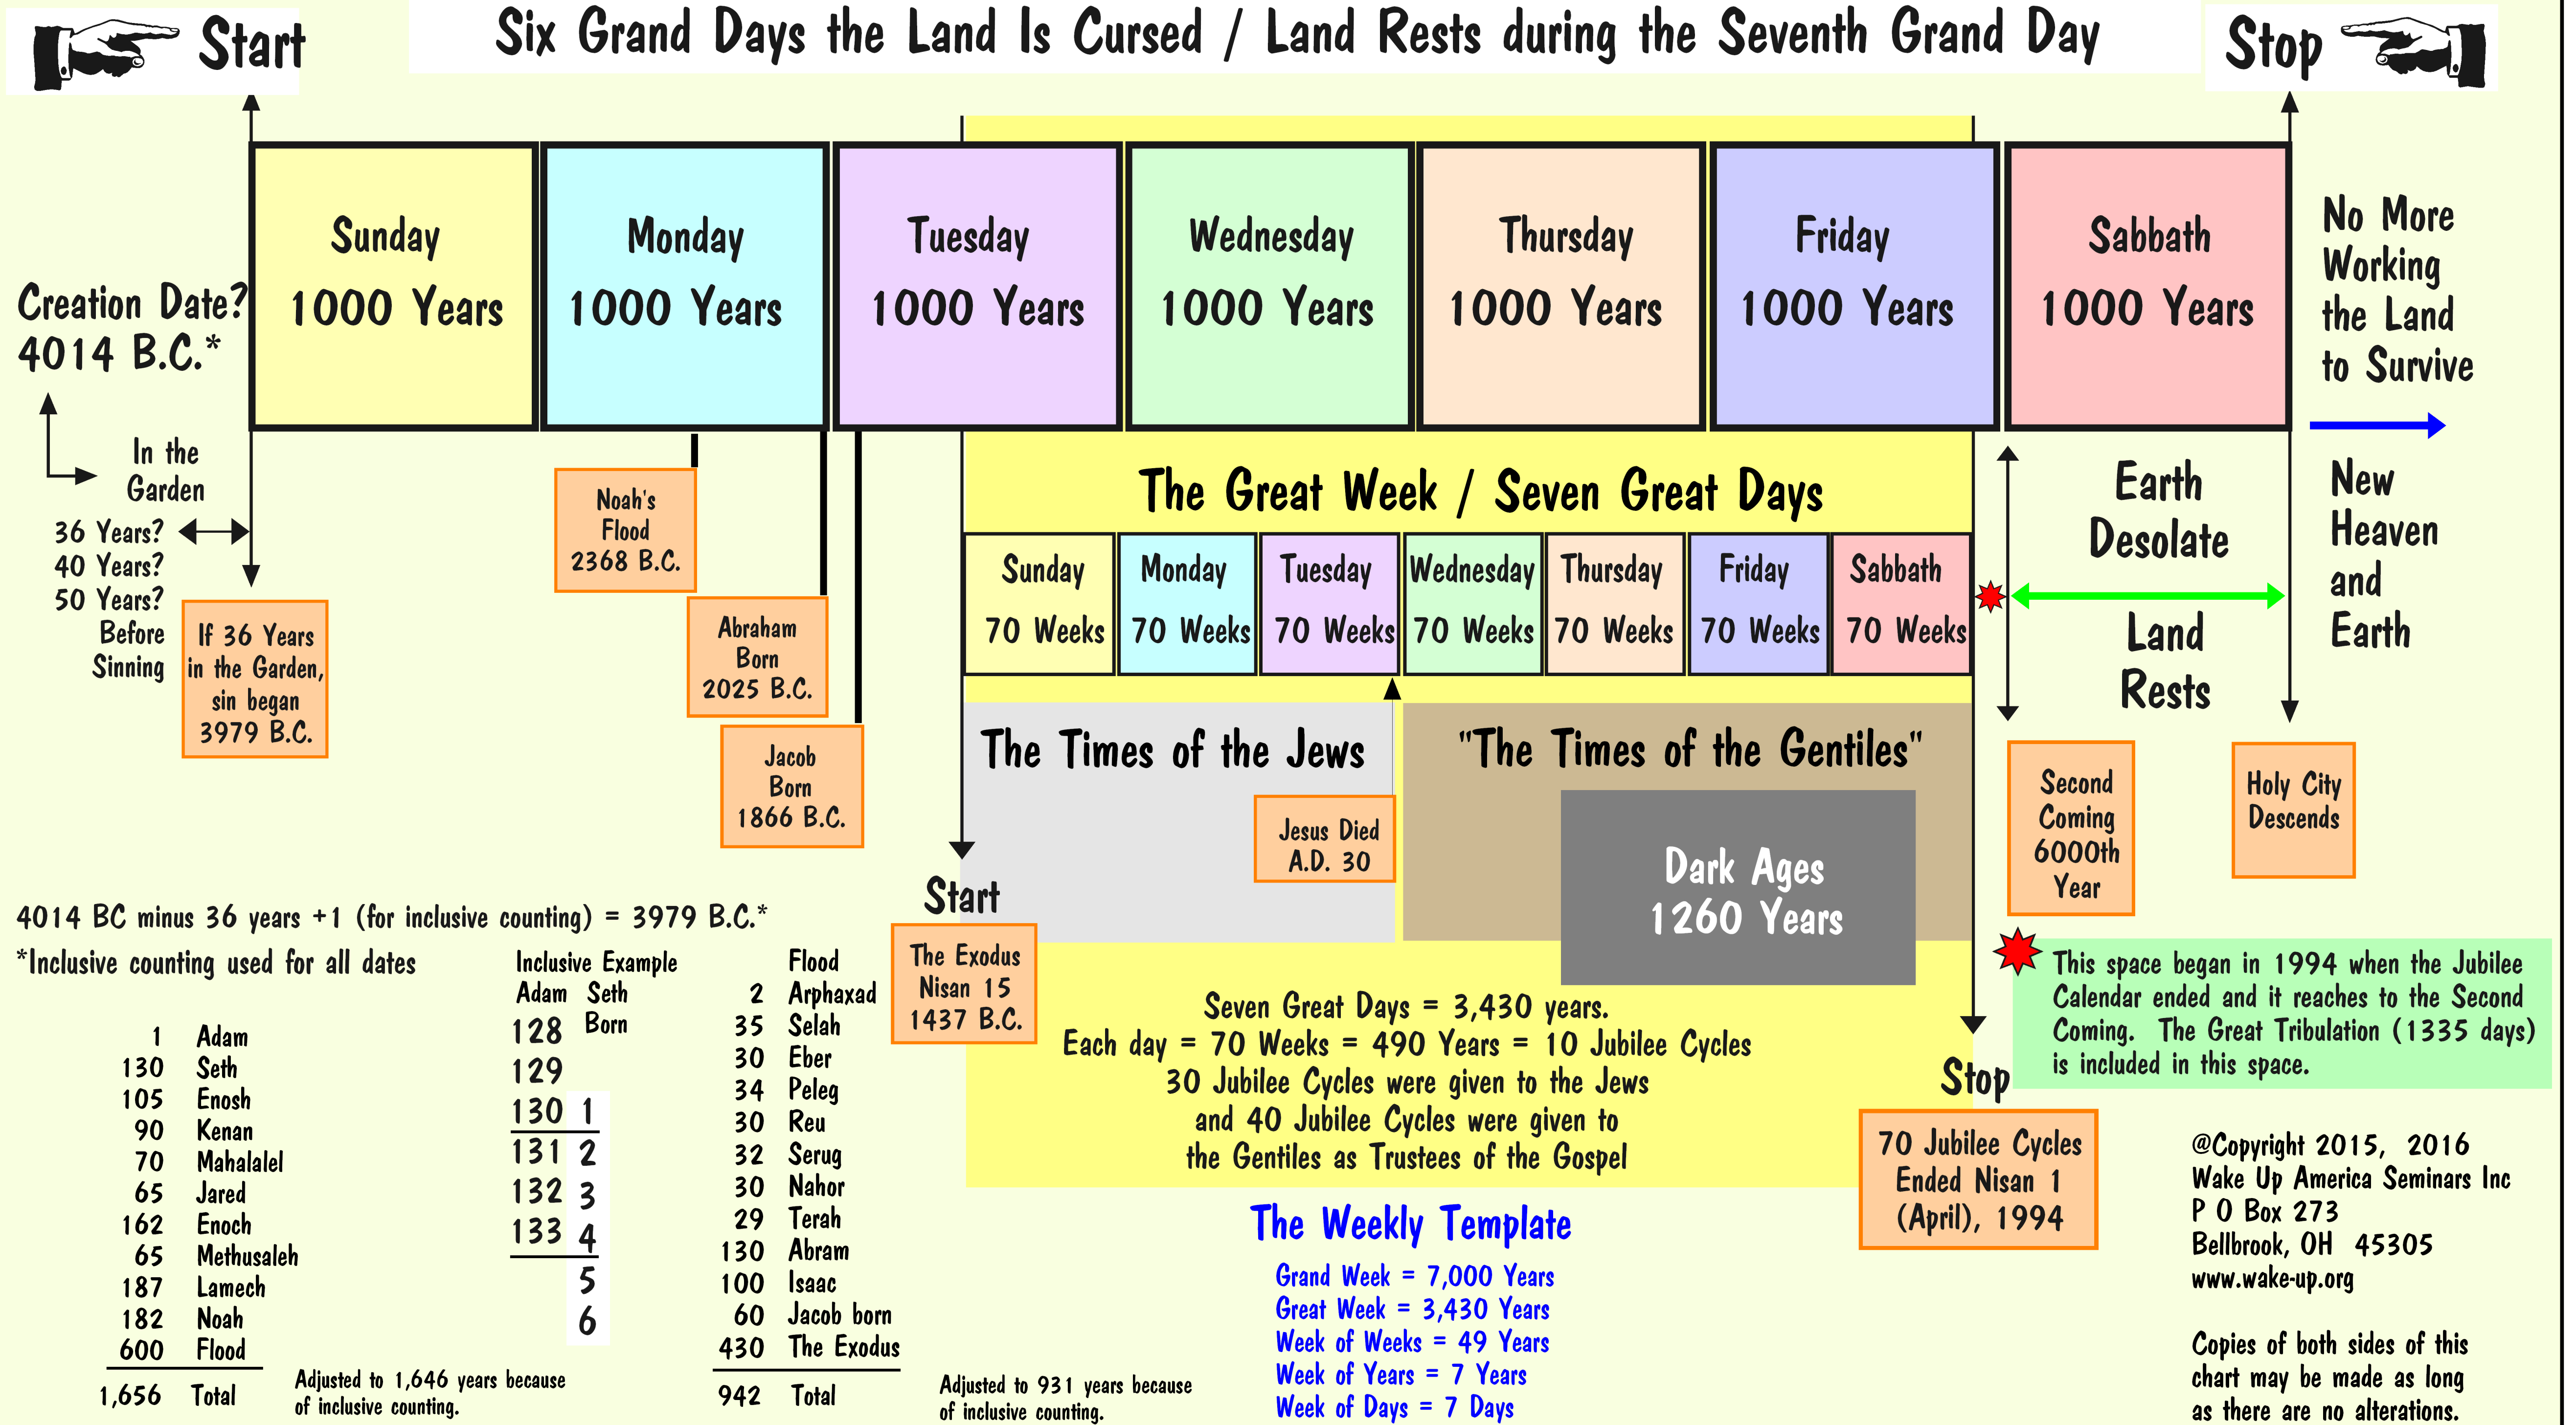 Start
Six Grand Days the Land Is Cursed / Land Rests during the Seventh Grand Day
Stop
Sunday
1000 Years
Monday
1000 Years
Tuesday
1000 Years
Wednesday
1000 Years
Thursday
1000 Years
Friday
1000 Years
Sabbath
1000 Years
No More
Working
the Land
to Survive
Creation Date?
4014 B.C.*
In the
Garden
36 Years?
40 Years?
50 Years?
Before
Sinning
If 36 Years
in the Garden,
sin began
3979 B.C.
Noah's
Flood
2368 B.C.
Abraham
Born
2025 B.C.
Jacob
Born
1866 B.C.
The Great Week / Seven Great Days
Sunday
70 Weeks
Monday
70 Weeks
Tuesday
70 Weeks
Wednesday
70 Weeks
Thursday
70 Weeks
Friday
70 Weeks
Sabbath
70 Weeks
Earth
Desolate
Land
Rests
New
Heaven
and
Earth
The Times of the Jews
"The Times of the Gentiles"
Jesus Died
A.D. 30
Dark Ages
1260 Years
Second
Coming
6000th
Year
Holy City
Descends
Start
The Exodus
Nisan 15
1437 B.C.
4014 BC minus 36 years +1 (for inclusive counting) = 3979 B.C.*
*Inclusive counting used for all dates
1 Adam
130 Seth
105 Enosh
90 Kenan
70 Mahalalel
65 Jared
162 Enoch
65 Methusaleh
187 Lamech
182 Noah
600 Flood
1,656 Total
Adjusted to 1,646 years because
of inclusive counting.
Inclusive Example
Adam Seth
Born
128
129
130 1
131 2
132 3
133 4
5
6
Flood
2 Arphaxad
35 Selah
30 Eber
34 Peleg
30 Reu
32 Serug
30 Nahor
29 Terah
130 Abram
100 Isaac
60 Jacob born
430 The Exodus
942 Total
Adjusted to 931 years because
of inclusive counting.
Seven Great Days = 3,430 years.
Each day = 70 Weeks = 490 Years = 10 Jubilee Cycles
30 Jubilee Cycles were given to the Jews
and 40 Jubilee Cycles were given to
the Gentiles as Trustees of the Gospel
The Weekly Template
Grand Week = 7,000 Years
Great Week = 3,430 Years
Week of Weeks = 49 Years
Week of Years = 7 Years
Week of Days = 7 Days
Stop
70 Jubilee Cycles
Ended Nisan 1
(April), 1994
This space began in 1994 when the Jubilee
Calendar ended and it reaches to the Second
Coming. The Great Tribulation (1335 days)
is included in this space.
@Copyright 2015, 2016
Wake Up America Seminars Inc
P O Box 273
Bellbrook, OH 45305
www.wake-up.org
Copies of both sides of this
chart may be made as long
as there are no alterations.